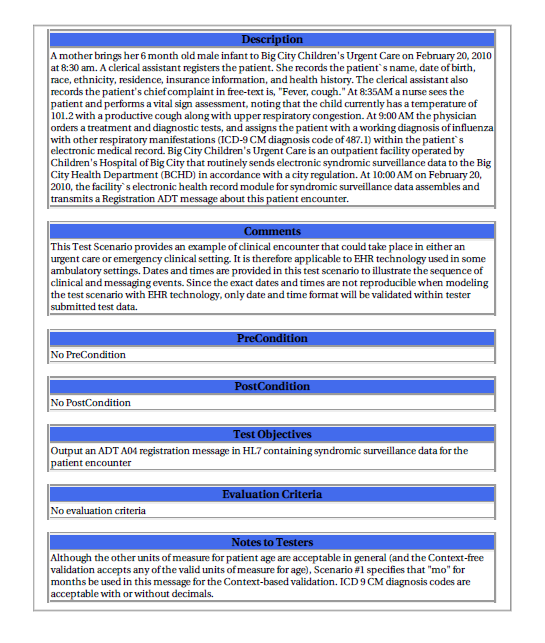 Description
A mother brings her 6 month old male infant to Big City Children's Urgent Care on February 20, 2010
at 8:30 am. A clerical assistant registers the patient. She records the patient`s name, date of birth,
race, ethnicity, residence, insurance information, and health history. The clerical assistant also
records the patient's chief complaint in free-text is, "Fever, cough." At 8:35AM a nurse sees the
patient and performs a vital sign assessment, noting that the child currently has a temperature of
101.2 with a productive cough along with upper respiratory congestion. At 9:00 AM the physician
orders a treatment and diagnostic tests, and assigns the patient with a working diagnosis of influenza
with other respiratory manifestations (ICD-9 CM diagnosis code of 487.1) within the patient`s
electronic medical record. Big City Children's Urgent Care is an outpatient facility operated by
Children's Hospital of Big City that routinely sends electronic syndromic surveillance data to the Big
City Health Department (BCHD) in accordance with a city regulation. At 10:00 AM on February 20,
2010, the facility`s electronic health record module for syndromic surveillance data assembles and
transmits a Registration ADT message about this patient encounter.
Comments
This Test Scenario provides an example of clinical encounter that could take place in either an
urgent care or emergency clinical setting. It is therefore applicable to EHR technology used in some
ambulatory settings. Dates and times are provided in this test scenario to illustrate the sequence of
clinical and messaging events. Since the exact dates and times are not reproducible when modeling
the test scenario with EHR technology, only date and time format will be validated within tester
submitted test data.
PreCondition
No PreCondition
PostCondition
No PostCondition
Test Objectives
Output an ADT A04 registration message in HL7 containing syndromic surveillance data for the
patient encounter
Evaluation Criteria
No evaluation criteria
Notes to Testers
Although the other units of measure for patient age are acceptable in general (and the Context-free
validation accepts any of the valid units of measure for age), Scenario #1 specifies that "mo" for
months be used in this message for the Context-based validation. ICD 9 CM diagnosis codes are
acceptable with or without decimals.